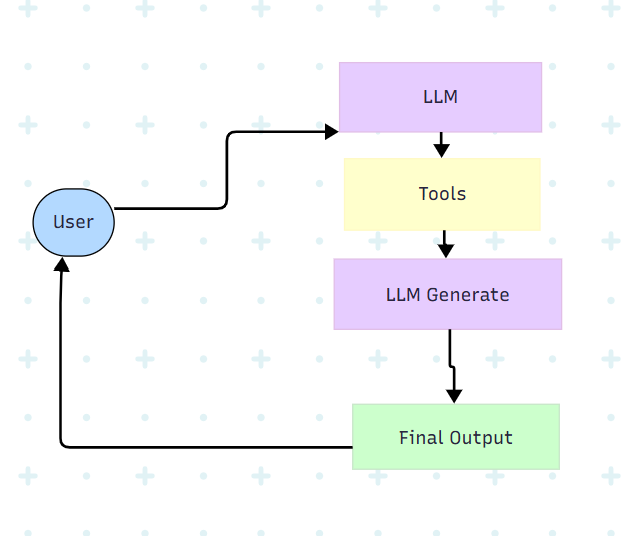 LLM
Tools
User
LLM Generate
Final Output